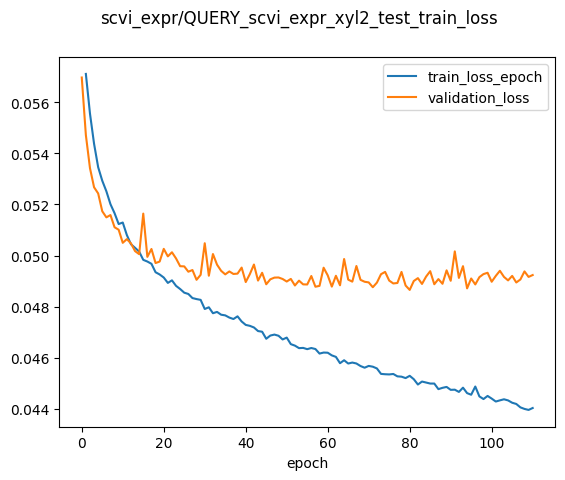 scvi_expr/QUERY_scvi_expr_xyl2_test_train_loss
train_loss_epoch
validation_loss
0.056
0.054
0.052
0.050
0.048
0.046
0.044
0 20 40 60 80 100
epoch